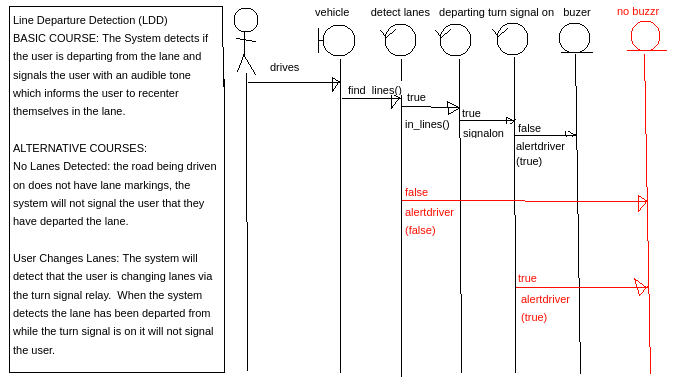 Line Departure Detection (LDD)
BASIC COURSE: The System detects if
the user is departing from the lane and
signals the user with an audible tone
which informs the user to recenter
themselves in the lane.
ALTERNATIVE COURSES:
No Lanes Detected: the road being driven
on does not have lane markings, the
system will not signal the user that they
have departed the lane.
User Changes Lanes: The system will
detect that the user is changing lanes via
the turn signal relay. When the system
detects the lane has been departed from
while the turn signal is on it will not signal
the user.
vehicle detect lanes departing turn signal on buzer no buzzr
drives
find_lines()
true
in_lines()
true
signalon
false
alertdriver
(true)
false
alertdriver
(false)
true
alertdriver
(true)